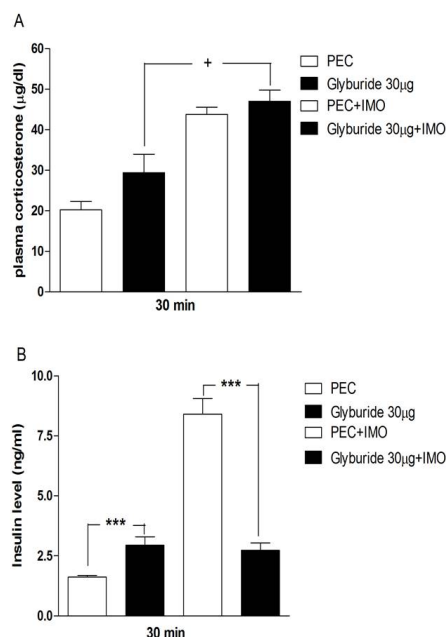 A
plasma corticosterone (μg/dl)
60
50
40
30
20
10
0
+
30 min
PEC
Glyburide 30μg
PEC+IMO
Glyburide 30μg+IMO
B
Insulin level (ng/ml)
10.0
7.5
5.0
2.5
0.0
***
***
30 min
PEC
Glyburide 30μg
PEC+IMO
Glyburide 30μg+IMO